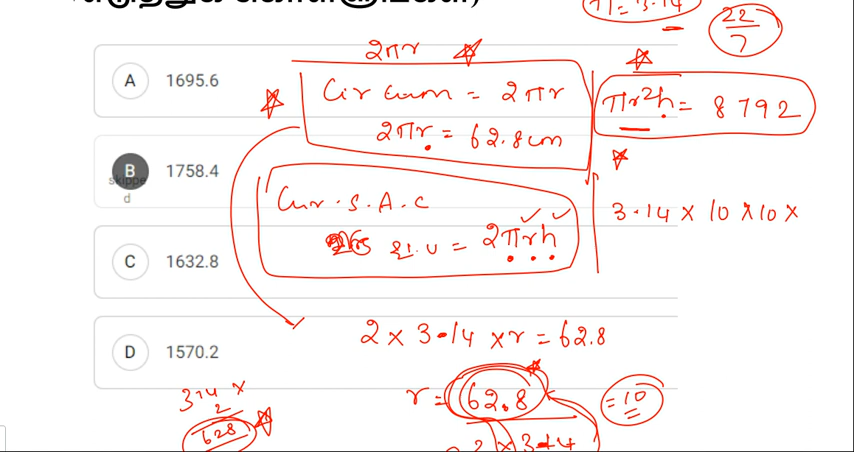 π = 3.14
22/7
2πr
A 1695.6
Circum = 2πr
2πr = 62.8cm
πr²h = 8792
B 1758.4
skipped
Cur.S.A.C
= 2πrh
3.14 × 10 × 10 ×
C 1632.8
2 × 3.14 × r = 62.8
D 1570.2
3.14 ×
2
628
r = 62.8
= 10
2 × 3.14